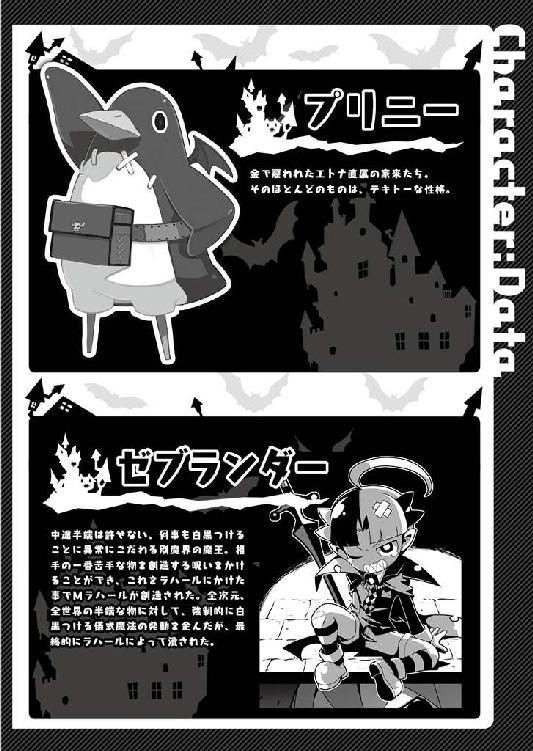 Character:Data
プリニー
金で雇われたエトナ直属の家来たち。
そのほとんどのものは、テキトーな性格。
ゼブランダー
中途半端は許せない、何事も白黒つける
ことに異常にこだわる別魔界の魔王。相
手の一番苦手な物を創造する呪いをかけ
ることができ、これをラハールにかけた
事でMラハールが創造された。全次元、
全世界の半端な物に対して、強制的に白
黒つける儀式魔法の発動を企んだが、最
終的にラハールによって潰された。